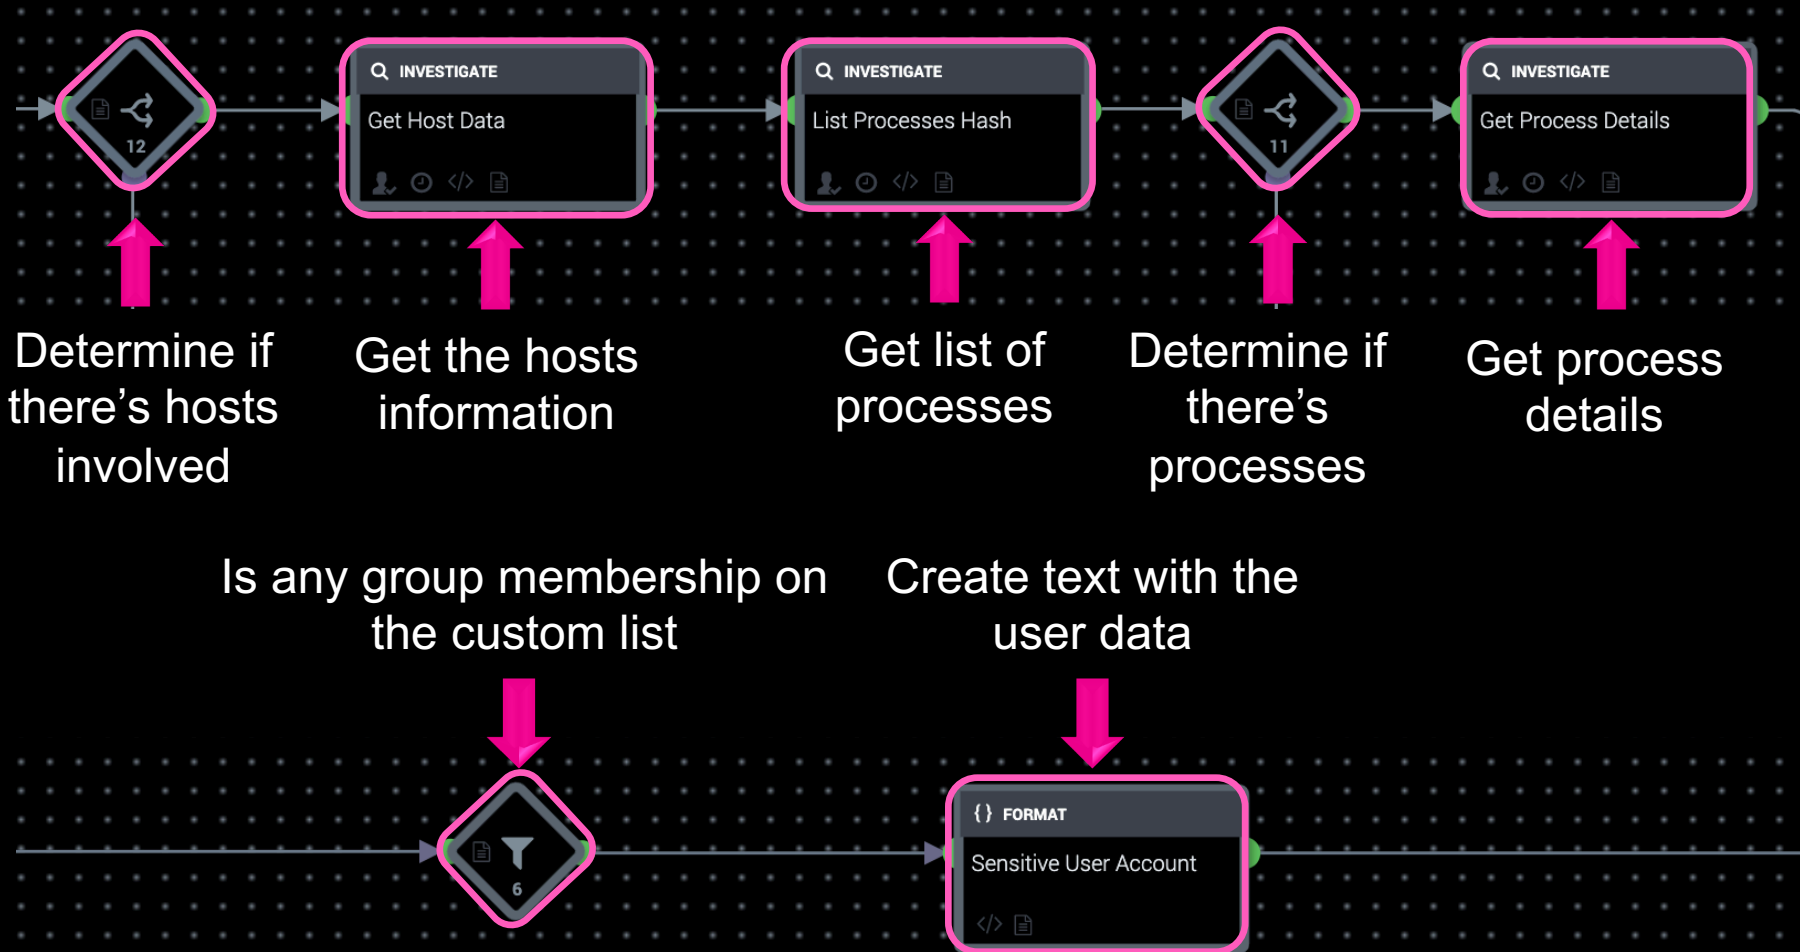 INVESTIGATE
INVESTIGATE
INVESTIGATE
Get Host Data
List Processes Hash
Get Process Details
12
11
Determine if
there’s hosts
involved
Get the hosts
information
Get list of
processes
Determine if
there’s
processes
Get process
details
Is any group membership on
the custom list
Create text with the
user data
6
FORMAT
Sensitive User Account